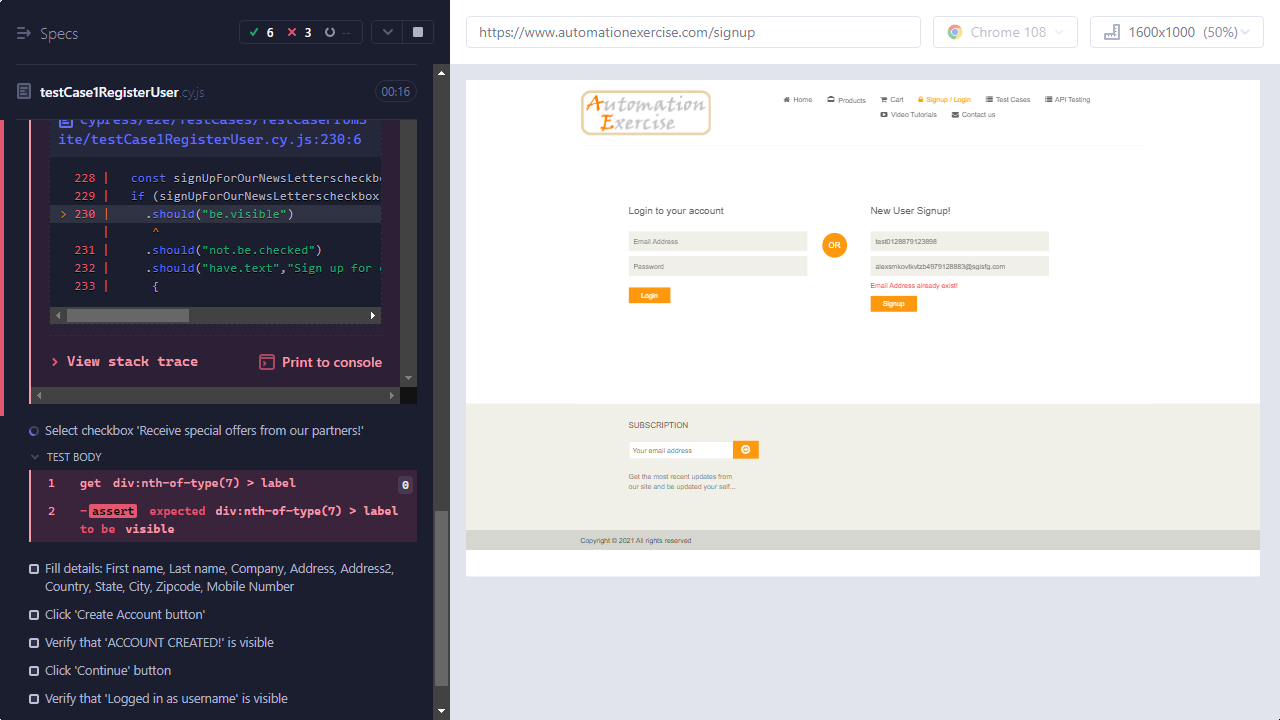 Specs
6
3
--
testCase1RegisterUser.cy.js
00:16
ite/testCase1RegisterUser.cy.js:230:6
228 | const signUpForOurNewsLetterscheckb
229 | if (signUpForOurNewsLetterscheckbox
> 230 | .should("be.visible")
| ^
231 | .should("not.be.checked")
232 | .should("have.text","Sign up for
233 | {
View stack trace
Print to console
Select checkbox 'Receive special offers from our partners!'
TEST BODY
1 get div:nth-of-type(7) > label 0
2 -assert expected div:nth-of-type(7) > label
to be visible
Fill details: First name, Last name, Company, Address, Address2,
Country, State, City, Zipcode, Mobile Number
Click 'Create Account button'
Verify that 'ACCOUNT CREATED!' is visible
Click 'Continue' button
Verify that 'Logged in as username' is visible
https://www.automationexercise.com/signup
Chrome 108
1600x1000 (50%)
Automation
Exercise
Home
Products
Cart
Signup / Login
Test Cases
API Testing
Video Tutorials
Contact us
Login to your account
Email Address
Password
Login
OR
New User Signup!
test0128879123898
alexsmkovtkvtzb4979128883@sgisfg.com
Email Address already exist!
Signup
SUBSCRIPTION
Your email address
Get the most recent updates from
our site and be updated your self...
Copyright © 2021 All rights reserved